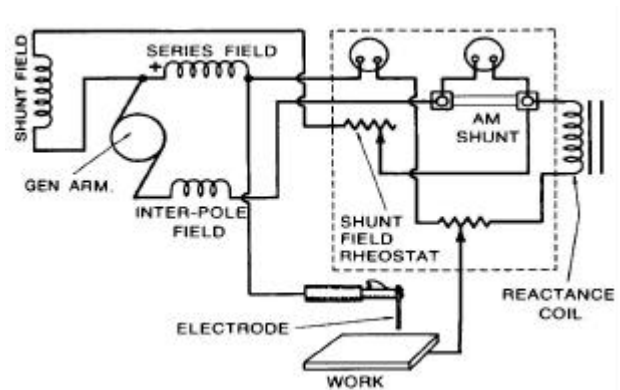 SHUNT FIELD
SERIES FIELD
+
GEN ARM.
INTER-POLE
FIELD
AM
SHUNT
SHUNT
FIELD
RHEOSTAT
REACTANCE
COIL
ELECTRODE
WORK